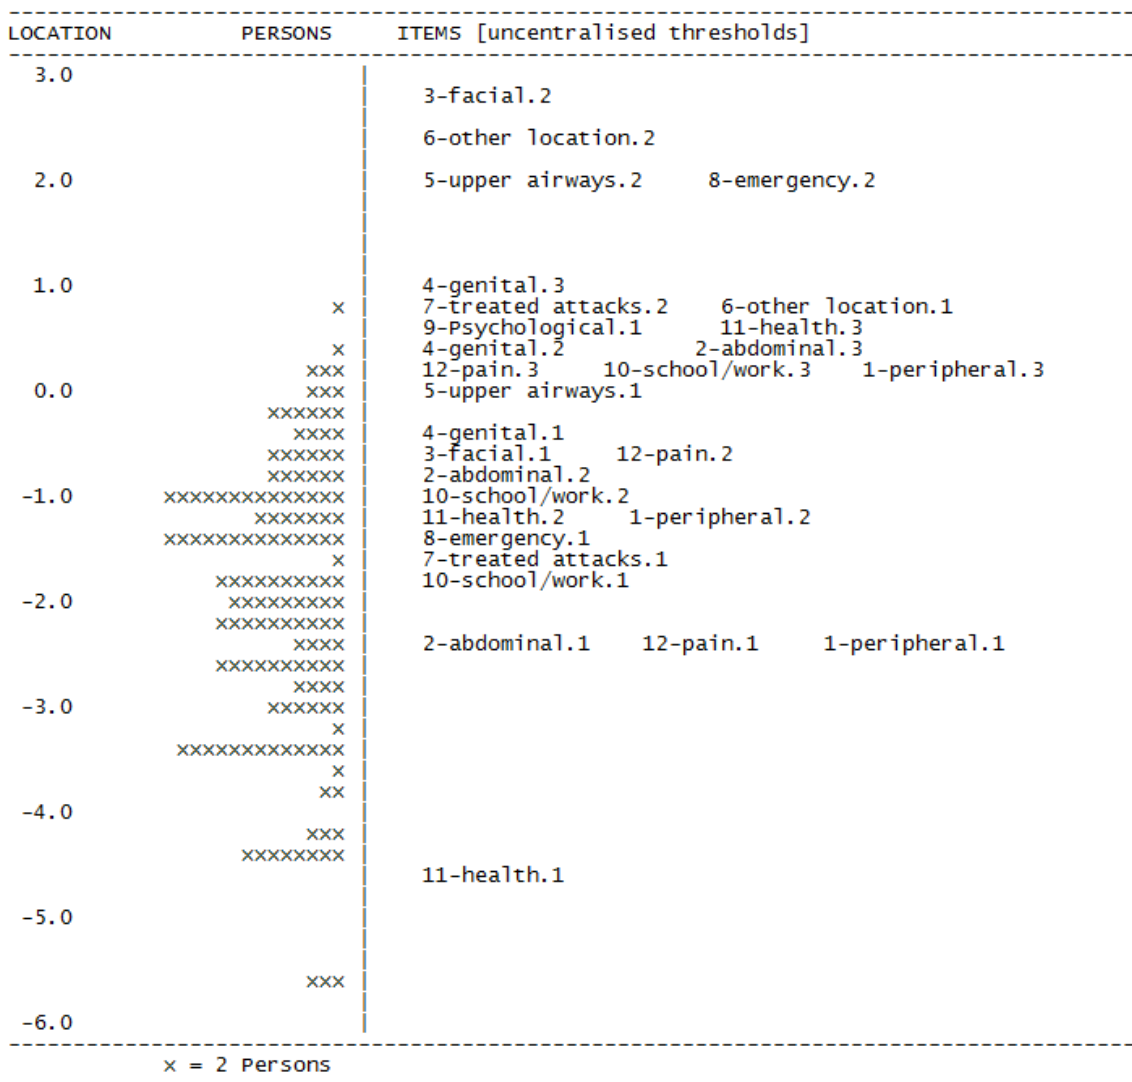 LOCATION PERSONS ITEMS [uncentralised thresholds]
3.0
3-facial.2
6-other location.2
2.0 5-upper airways.2 8-emergency.2
1.0 4-genital.3
x 7-treated attacks.2 6-other location.1
9-Psychological.1 11-health.3
x 4-genital.2 2-abdominal.3
xxx 12-pain.3 10-school/work.3 1-peripheral.3
0.0 xxx 5-upper airways.1
xxxxxx
xxxx 4-genital.1
xxxxxx 3-facial.1 12-pain.2
xxxxxx 2-abdominal.2
-1.0 xxxxxxxxxxxxxx 10-school/work.2
xxxxxxx 11-health.2 1-peripheral.2
xxxxxxxxxxxxxx 8-emergency.1
x 7-treated attacks.1
xxxxxxxxxx 10-school/work.1
-2.0 xxxxxxxxx
xxxxxxxxxx
xxxx 2-abdominal.1 12-pain.1 1-peripheral.1
xxxxxxxxxx
xxxx
-3.0 xxxxxx
x
xxxxxxxxxxxxx
x
xx
-4.0
xxx
xxxxxxxx
11-health.1
-5.0
xxx
-6.0
x = 2 Persons